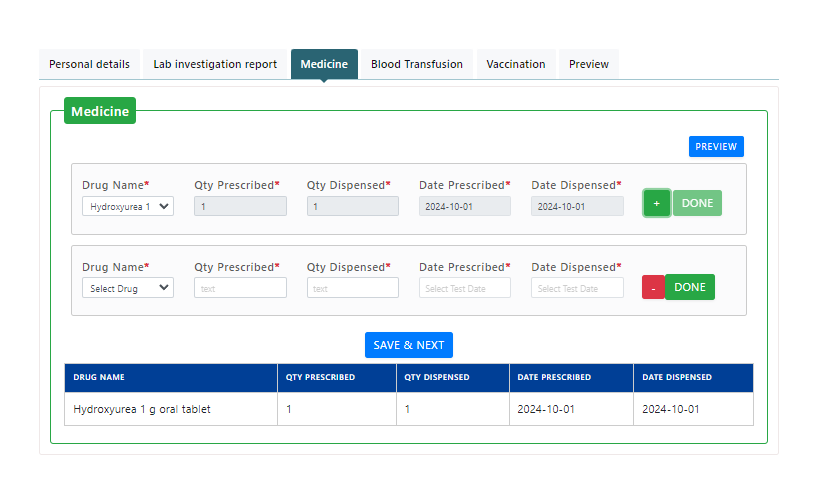 Personal details Lab investigation report Medicine Blood Transfusion Vaccination Preview
Medicine
PREVIEW
Drug Name* Qty Prescribed* Qty Dispensed* Date Prescribed* Date Dispensed*
Hydroxyurea 1 1 1 2024-10-01 2024-10-01 + DONE
Drug Name* Qty Prescribed* Qty Dispensed* Date Prescribed* Date Dispensed*
Select Drug text text Select Test Date Select Test Date - DONE
SAVE & NEXT
DRUG NAME QTY PRESCRIBED QTY DISPENSED DATE PRESCRIBED DATE DISPENSED
Hydroxyurea 1 g oral tablet 1 1 2024-10-01 2024-10-01